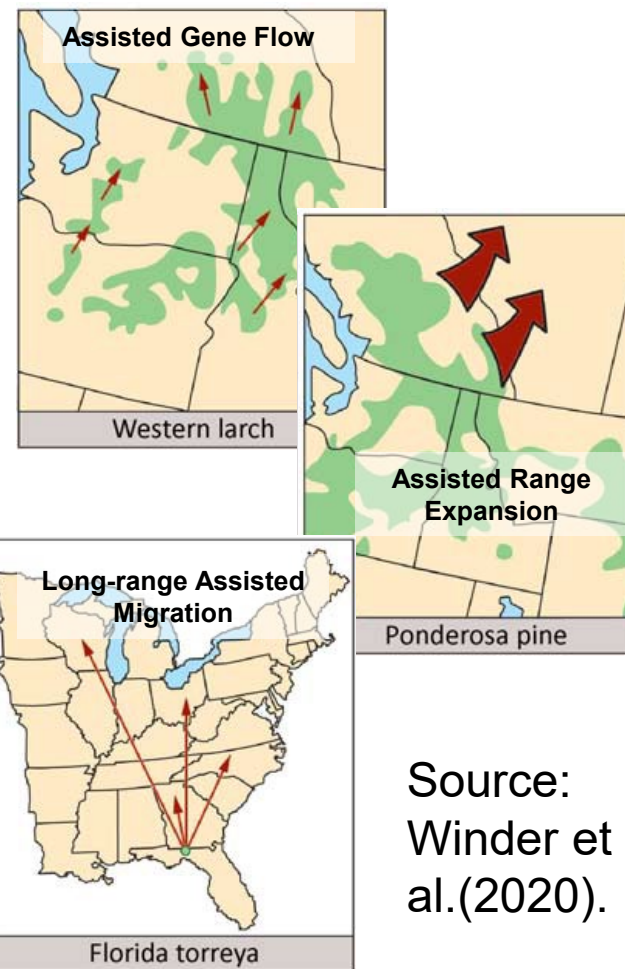 Assisted Gene Flow
Western larch
Assisted Range
Expansion
Ponderosa pine
Long-range Assisted
Migration
Florida torreya
Source:
Winder et
al.(2020).